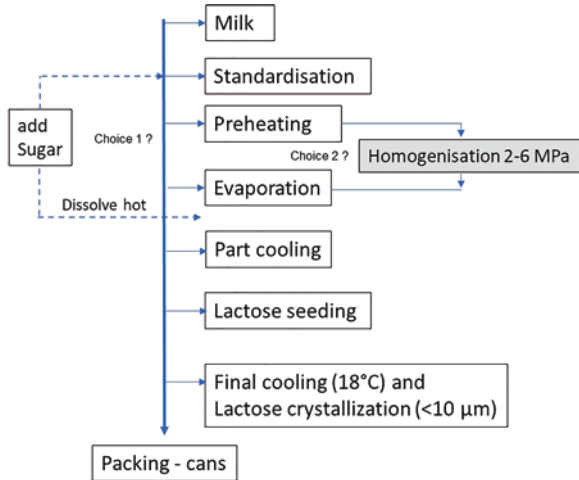 Milk
Standardisation
add
Sugar
Choice 1 ?
Preheating
Choice 2 ?
Homogenisation 2-6 MPa
Evaporation
Dissolve hot
Part cooling
Lactose seeding
Final cooling (18°C) and
Lactose crystallization (<10 µm)
Packing - cans